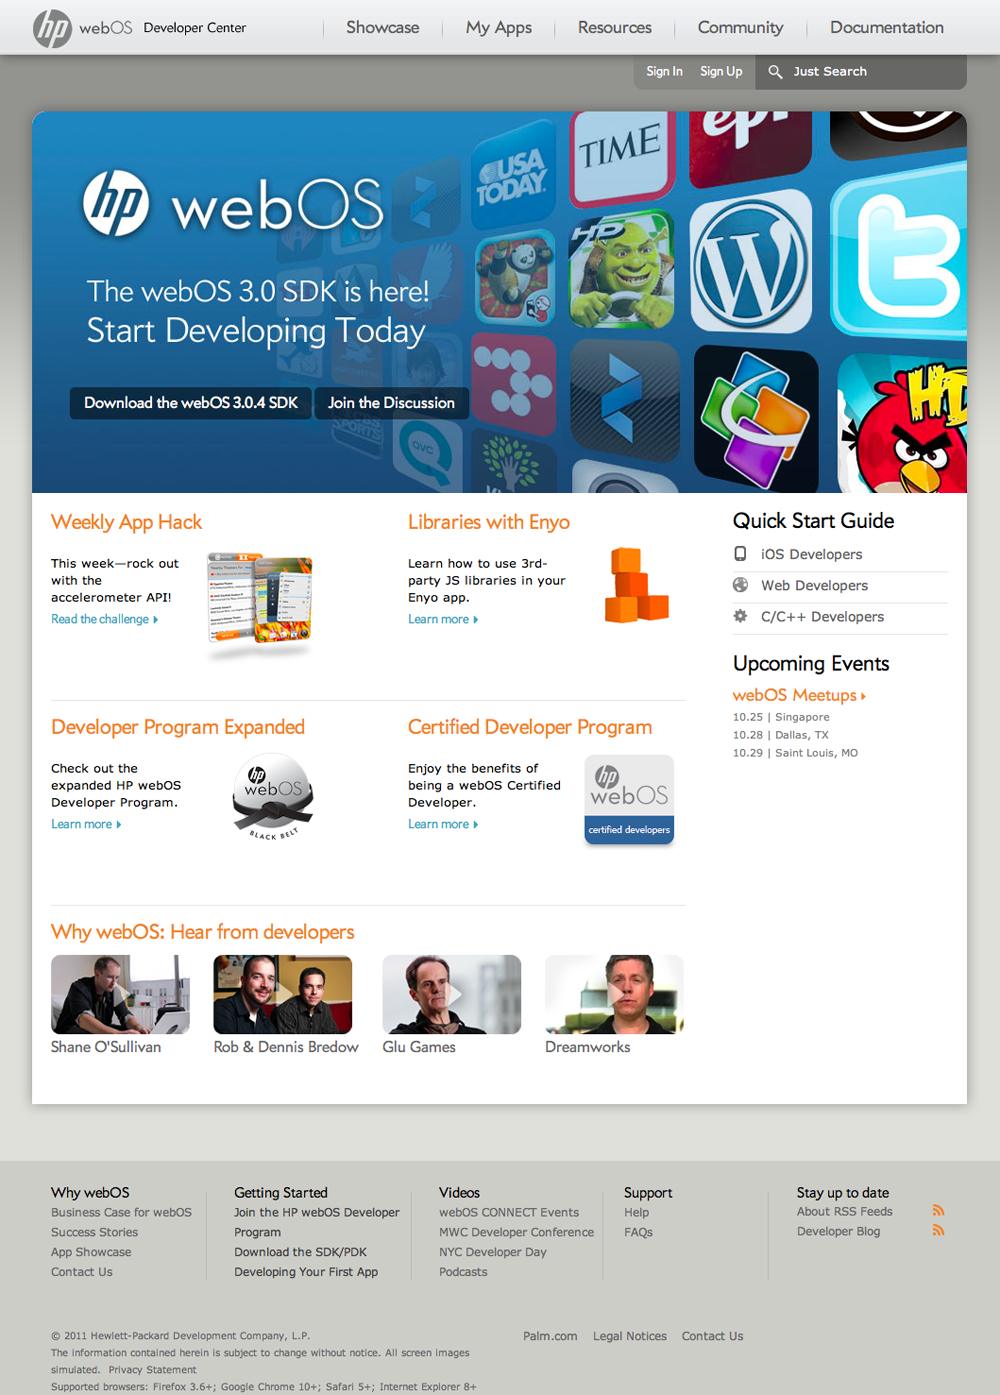 hp webOS Developer Center
Showcase
My Apps
Resources
Community
Documentation
Sign In
Sign Up
Just Search
hp webOS
The webOS 3.0 SDK is here!
Start Developing Today
Download the webOS 3.0.4 SDK
Join the Discussion
USA
TODAY
TIME
epi
HD
QVC
HD
Weekly App Hack
This week—rock out
with the
accelerometer API!
Read the challenge
Libraries with Enyo
Learn how to use 3rd-
party JS libraries in your
Enyo app.
Learn more
Developer Program Expanded
Check out the
expanded HP webOS
Developer Program.
Learn more
hp
webOS
BLACK BELT
Certified Developer Program
Enjoy the benefits of
being a webOS Certified
Developer.
Learn more
hp
webOS
certified developers
Quick Start Guide
iOS Developers
Web Developers
C/C++ Developers
Upcoming Events
webOS Meetups
10.25 | Singapore
10.28 | Dallas, TX
10.29 | Saint Louis, MO
Why webOS: Hear from developers
Shane O'Sullivan
Rob & Dennis Bredow
Glu Games
Dreamworks
Why webOS
Business Case for webOS
Success Stories
App Showcase
Contact Us
Getting Started
Join the HP webOS Developer
Program
Download the SDK/PDK
Developing Your First App
Videos
webOS CONNECT Events
MWC Developer Conference
NYC Developer Day
Podcasts
Support
Help
FAQs
Stay up to date
About RSS Feeds
Developer Blog
© 2011 Hewlett-Packard Development Company, L.P.
The information contained herein is subject to change without notice. All screen images
simulated. Privacy Statement
Supported browsers: Firefox 3.6+; Google Chrome 10+; Safari 5+; Internet Explorer 8+
Palm.com
Legal Notices
Contact Us